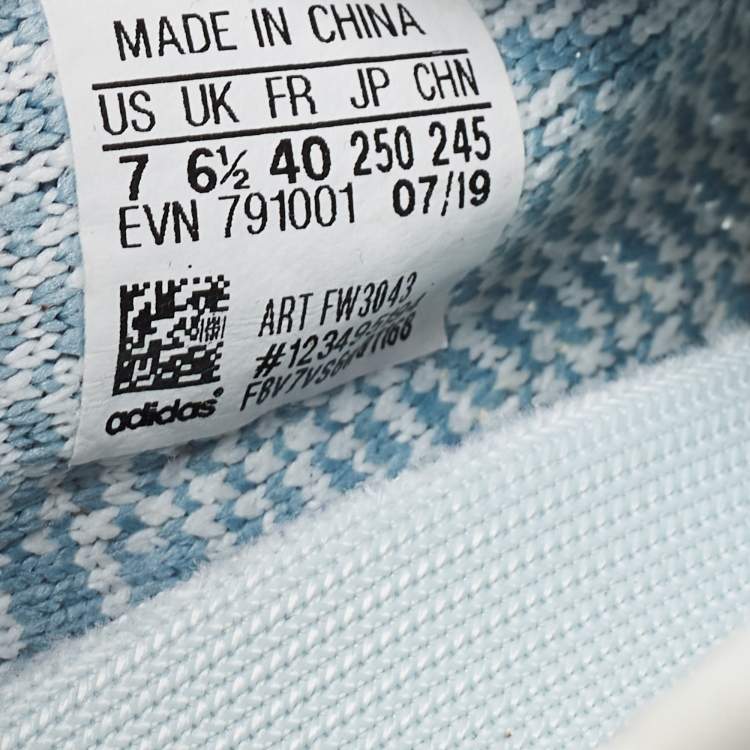 MADE IN CHINA
US UK FR JP CHN
7 6½ 40 250 245
EVN 791001 07/19
ART FW3043
adidas